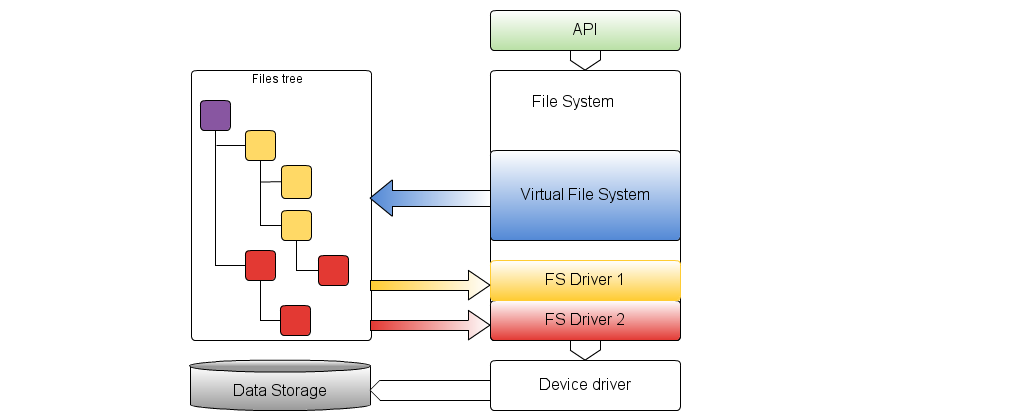 API
Files tree
File System
Virtual File System
FS Driver 1
FS Driver 2
Data Storage
Device driver